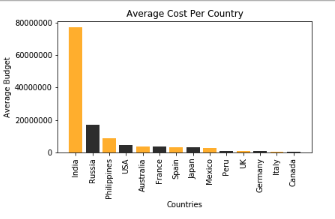 Average Cost Per Country
80000000
60000000
40000000
20000000
0
Average Budget
India
Russia
Philippines
USA
Australia
France
Spain
Japan
Mexico
Peru
UK
Germany
Italy
Canada
Countries